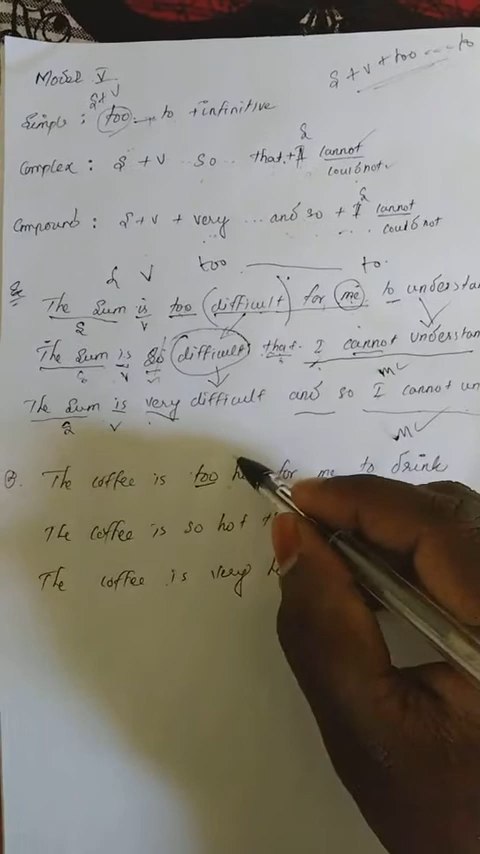 Model V
S + V + too --- to
S+V
Simple : too --- to + infinitive
S
Complex : S + V so .. that + I cannot
could not
S
Compound : S + V + very ... and so + I cannot
could not
S V too ——— to
The Sum is too (difficult) for me to understa
S V
The Sum is so difficult that I cannot understan
S V MC
The Sum is very difficult and so I cannot un
S V MC
The coffee is too h for me to drink
The coffee is so hot t
The coffee is very h